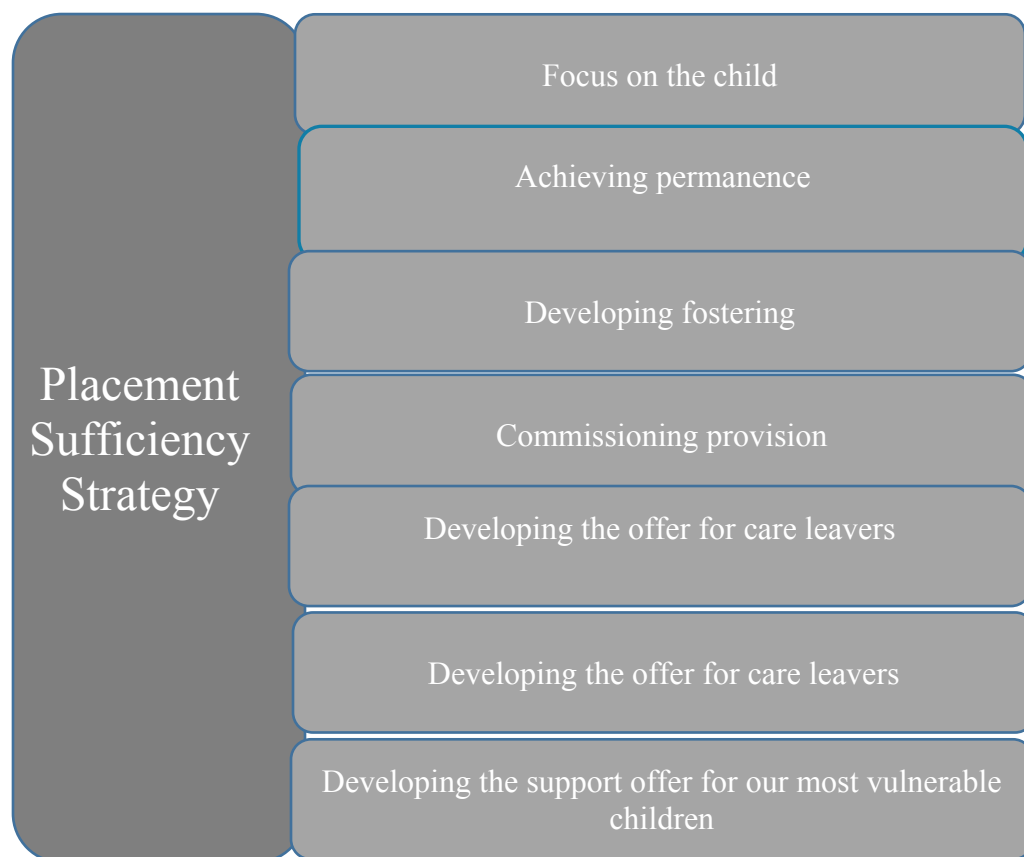 Placement
Sufficiency
Strategy
Focus on the child
Achieving permanence
Developing fostering
Commissioning provision
Developing the offer for care leavers
Developing the offer for care leavers
Developing the support offer for our most vulnerable
children